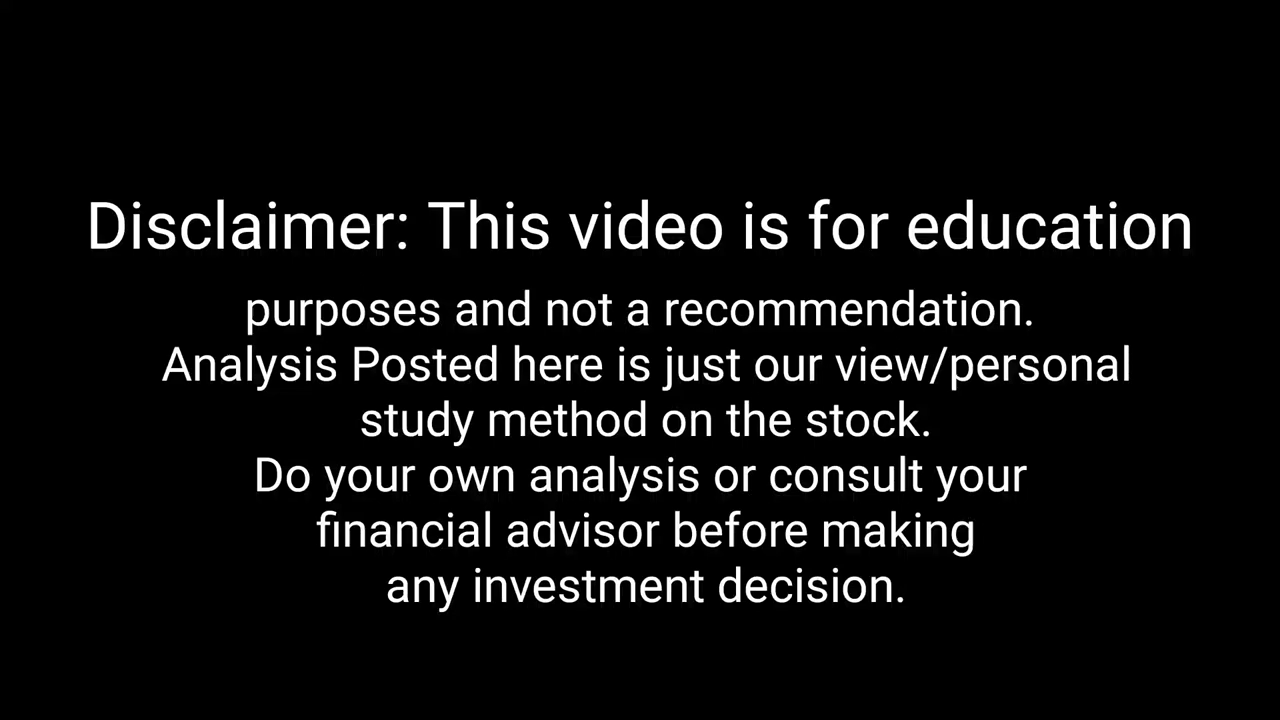 Disclaimer: This video is for education
purposes and not a recommendation.
Analysis Posted here is just our view/personal
study method on the stock.
Do your own analysis or consult your
financial advisor before making
any investment decision.